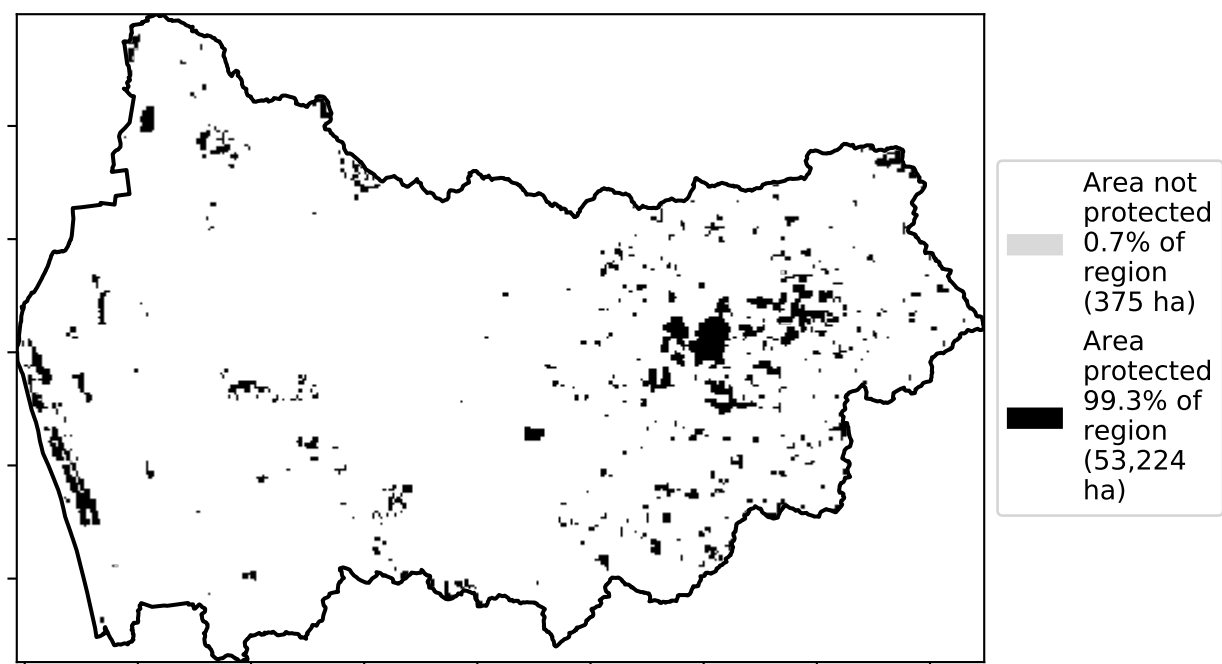 Area not
protected
0.7% of
region
(375 ha)
Area
protected
99.3% of
region
(53,224
ha)